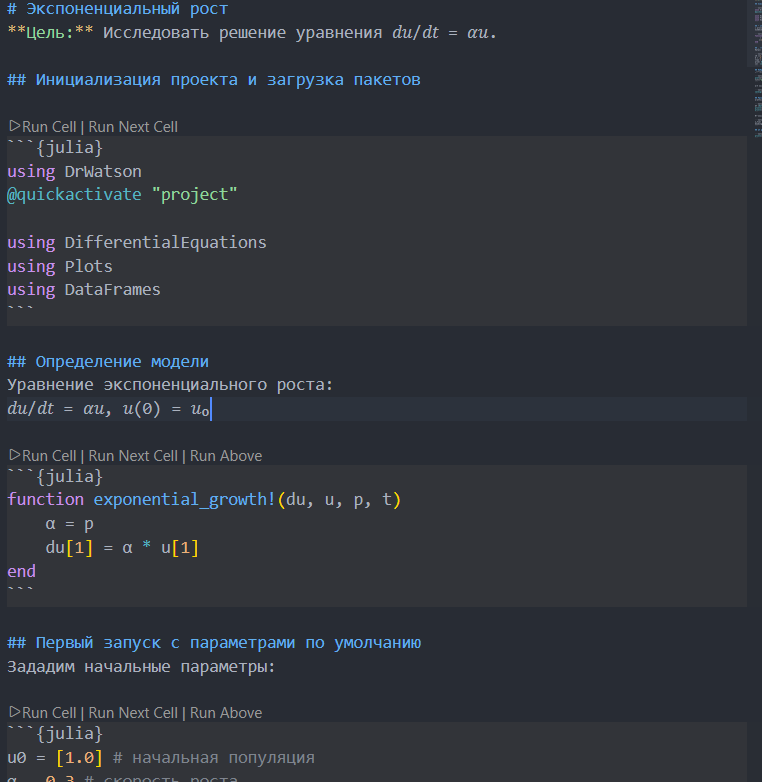 # Экспоненциальный рост
**Цель:** Исследовать решение уравнения 𝑑𝑢/𝑑𝑡 = 𝛼𝑢.
## Инициализация проекта и загрузка пакетов
Run Cell | Run Next Cell
```{julia}
using DrWatson
@quickactivate "project"
using DifferentialEquations
using Plots
using DataFrames
```
## Определение модели
Уравнение экспоненциального роста:
𝑑𝑢/𝑑𝑡 = 𝛼𝑢, 𝑢(0) = 𝑢₀
Run Cell | Run Next Cell | Run Above
```{julia}
function exponential_growth!(du, u, p, t)
    α = p
    du[1] = α * u[1]
end
```
## Первый запуск с параметрами по умолчанию
Зададим начальные параметры:
Run Cell | Run Next Cell | Run Above
```{julia}
u0 = [1.0] # начальная популяция
α = 0.3 # скорость роста